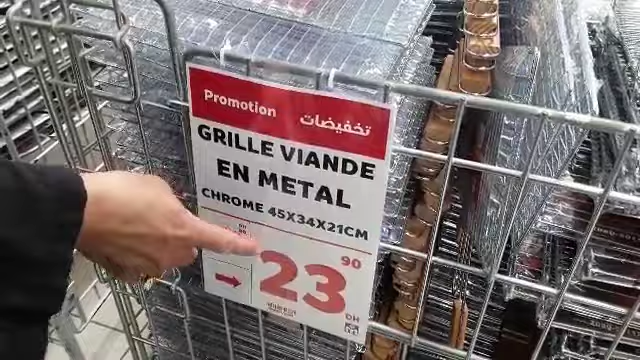 Promotion تخفيضات
GRILLE VIANDE
EN METAL
CHROME 45X34X21CM
23 90
DH